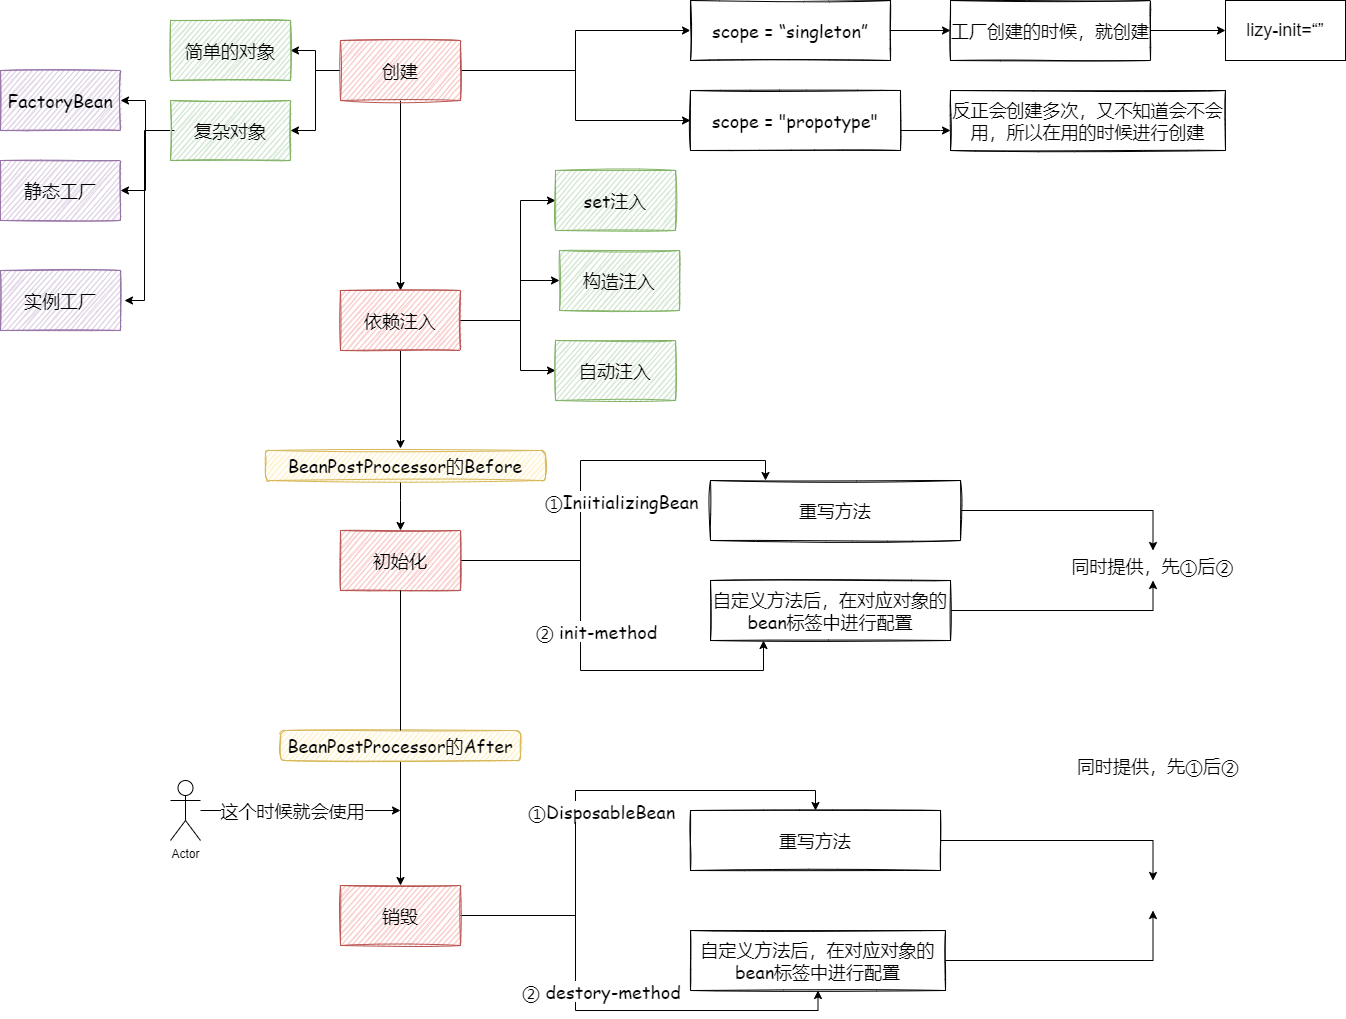 简单的对象
创建
scope = “singleton”
工厂创建的时候，就创建
lizy-init=“”
FactoryBean
复杂对象
scope = "propotype"
反正会创建多次，又不知道会不会
用，所以在用的时候进行创建
静态工厂
set注入
实例工厂
构造注入
依赖注入
自动注入
BeanPostProcessor的Before
①IniitializingBean
重写方法
初始化
同时提供，先①后②
自定义方法后，在对应对象的
bean标签中进行配置
② init-method
BeanPostProcessor的After
同时提供，先①后②
这个时候就会使用
Actor
①DisposableBean
重写方法
销毁
自定义方法后，在对应对象的
bean标签中进行配置
② destory-method